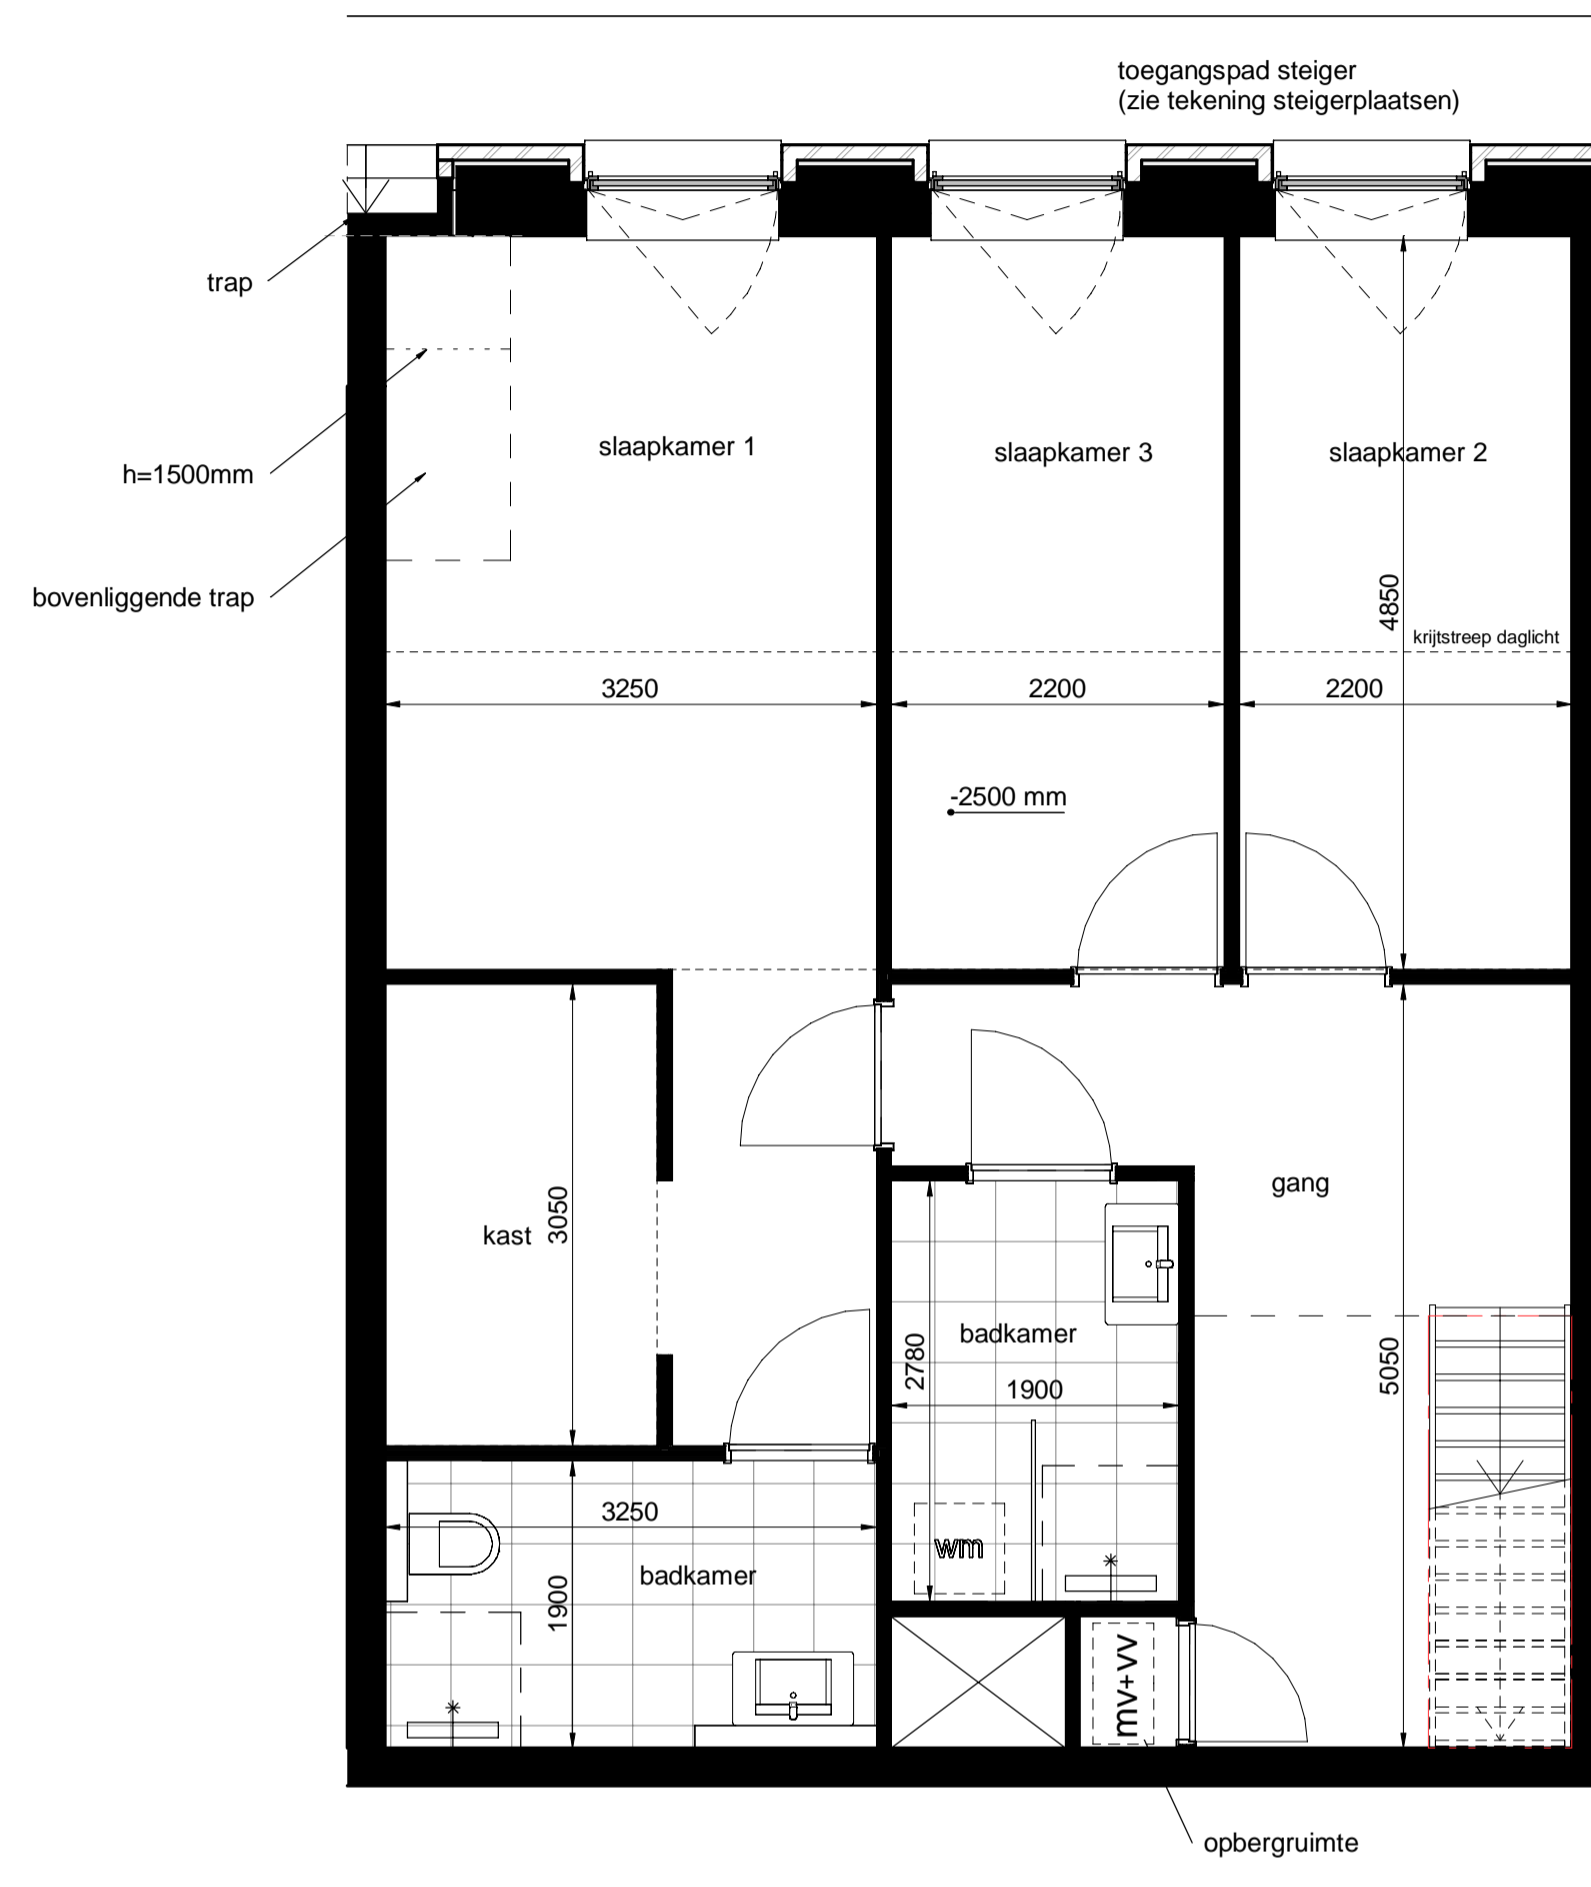 toegangspad steiger
(zie tekening steigerplaatsen)
trap
h=1500mm
bovenliggende trap
slaapkamer 1
slaapkamer 3
slaapkamer 2
4850
krijtstreep daglicht
3250
2200
2200
-2500 mm
kast
3050
gang
badkamer
2780
1900
5050
wm
3250
badkamer
1900
mv+vv
opbergruimte